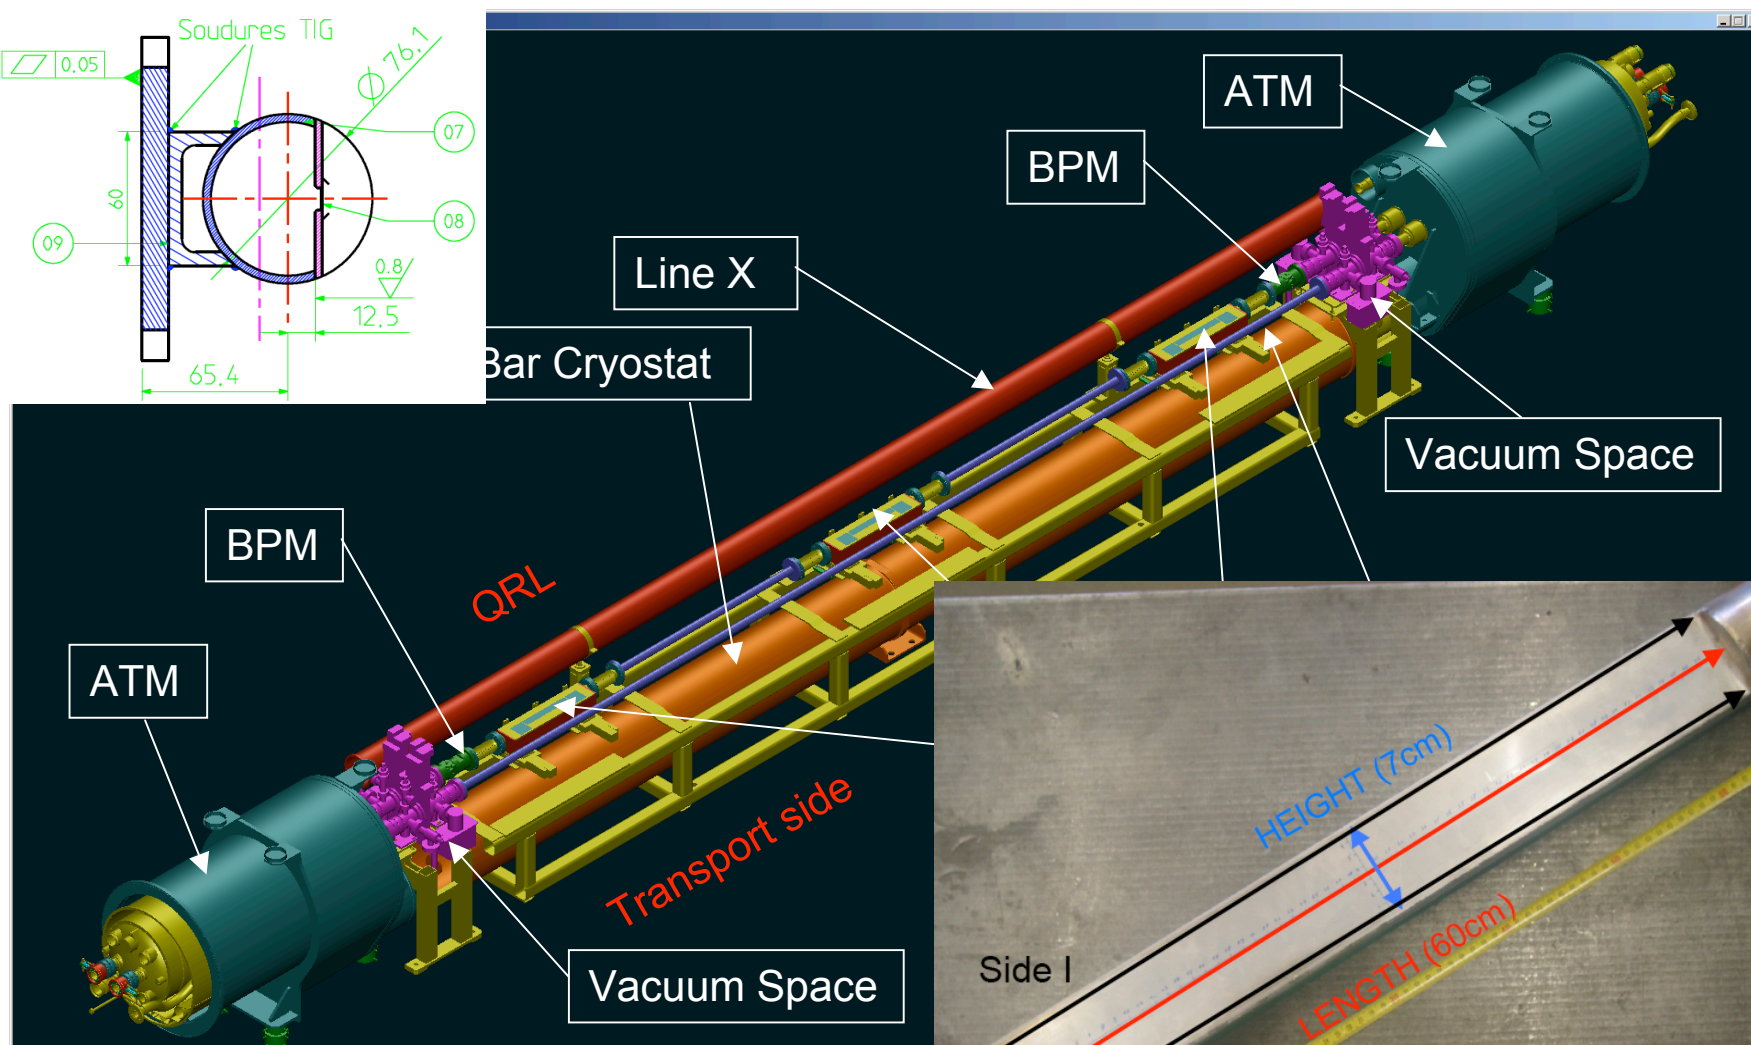 Soudures TIG
0,05
Ø 76,1
07
60
08
09
0.8
12,5
65,4
ATM
BPM
Line X
Bar Cryostat
Vacuum Space
BPM
QRL
ATM
Transport side
Vacuum Space
HEIGHT (7cm)
LENGTH (60cm)
Side I